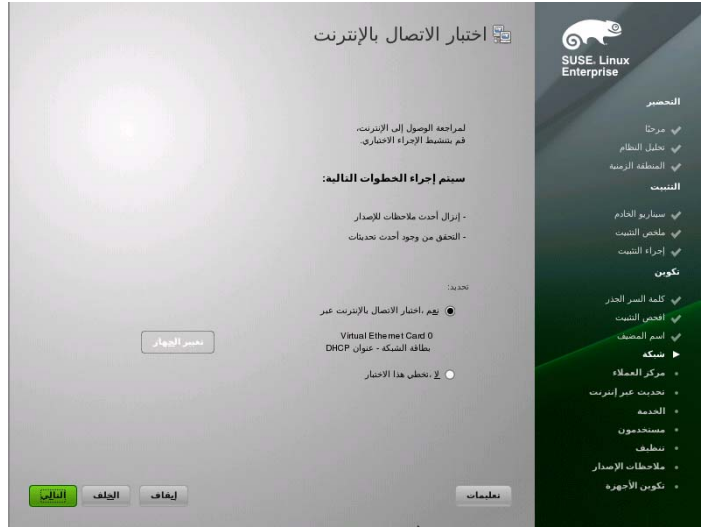 SUSE. Linux
Enterprise
التحضير
مرحبًا
تحليل النظام
المنطقة الزمنية
التثبيت
سيناريو الخادم
ملخص التثبيت
إجراء التثبيت
تكوين
كلمة السر الجذر
افحص التثبيت
اسم المضيف
شبكة
مركز العملاء
تحديث عبر إنترنت
الخدمة
مستخدمون
تنظيف
ملاحظات الإصدار
تكوين الأجهزة
اختبار الاتصال بالإنترنت
لمراجعة الوصول إلى الإنترنت،
قم بتنشيط الإجراء الاختباري.
سيتم إجراء الخطوات التالية:
- إنزال أحدث ملاحظات للإصدار
- التحقق من وجود أحدث تحديثات
تحديد:
نعم ،اختبار الاتصال بالإنترنت عبر
Virtual Ethernet Card 0
بطاقة الشبكة - عنوان DHCP
تغيير الجهاز
لا ،تخطي هذا الاختبار
تعليمات
إيقاف
الخلف
التالي